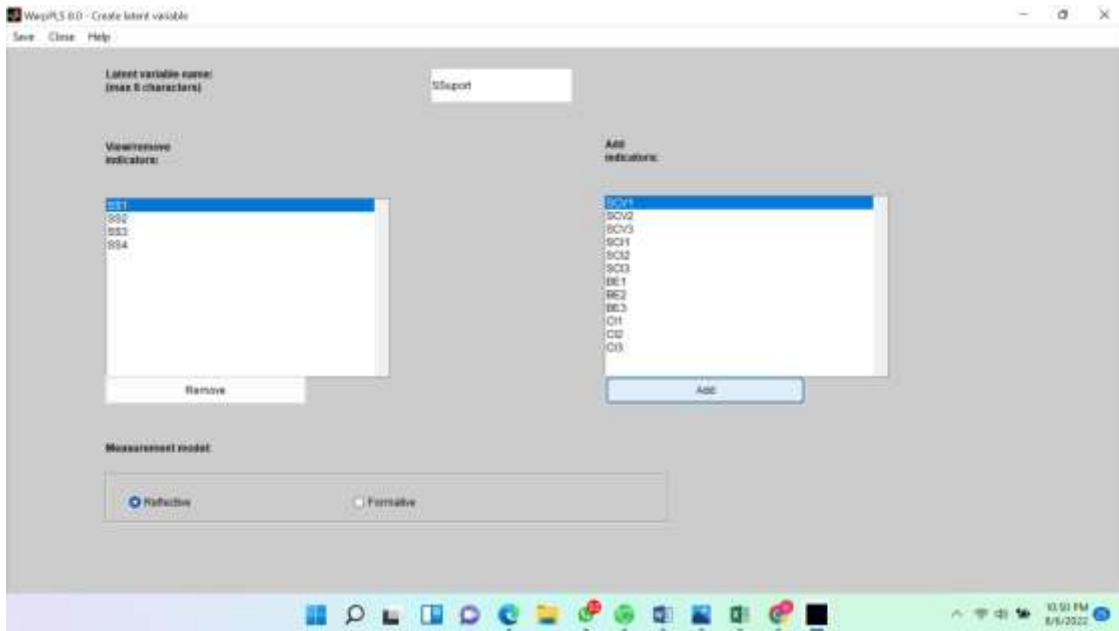 WarpPLS 8.0 - Create latent variable
Save Close Help
Latent variable name:
(max 8 characters)
SSuport
View/remove
indicators:
Add
indicators:
SS1
SS2
SS3
SS4
SCV1
SCV2
SCV3
SCI1
SCI2
SCI3
BE1
BE2
BE3
CI1
CI2
CI3
Remove
Add
Measurement model:
Reflective
Formative
10:50 PM
8/6/2022